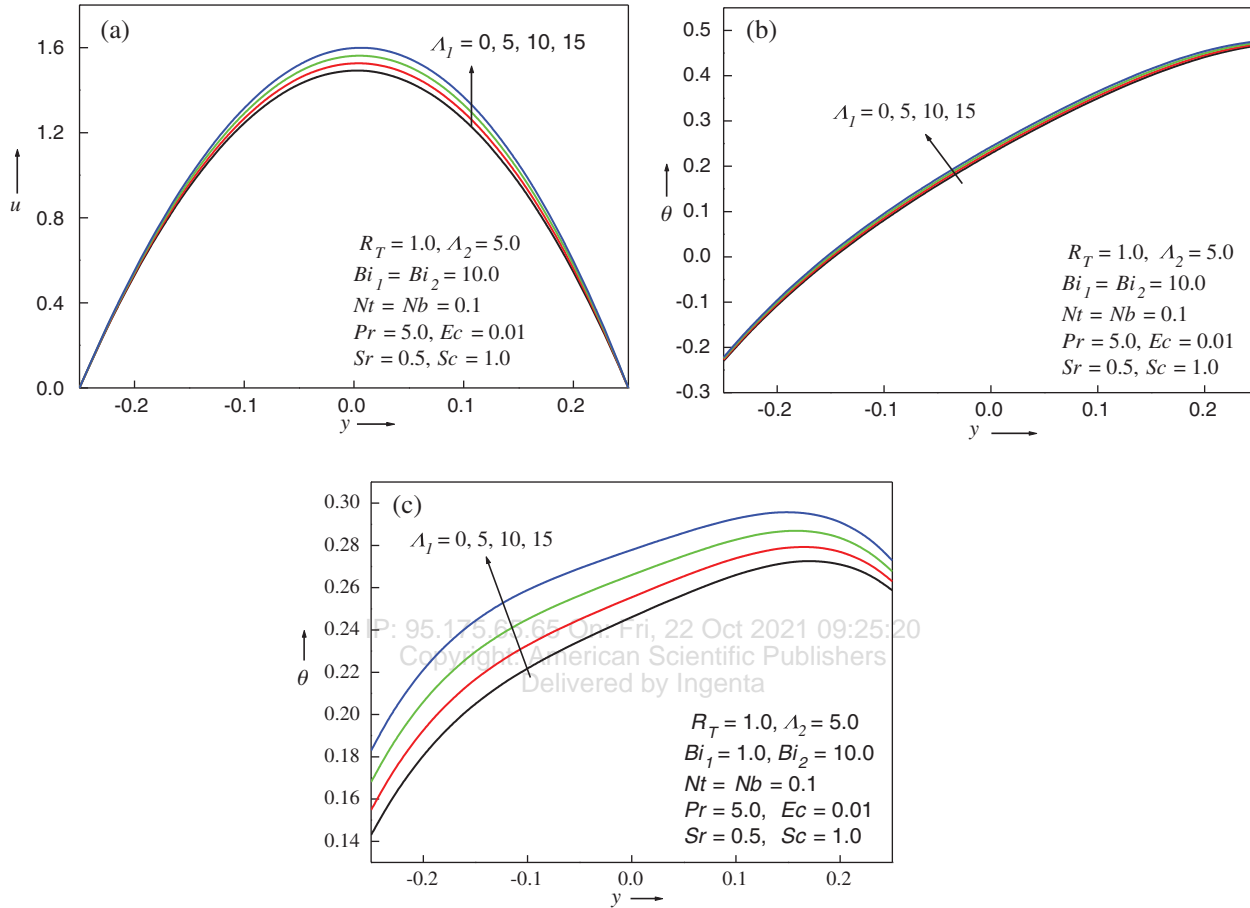 (a)
Λ₁ = 0, 5, 10, 15
1.6
1.2
0.8
0.4
0.0
u
R_T = 1.0, Λ₂ = 5.0
Bi₁ = Bi₂ = 10.0
Nt = Nb = 0.1
Pr = 5.0, Ec = 0.01
Sr = 0.5, Sc = 1.0
-0.2 -0.1 0.0 0.1 0.2
y
(b)
0.5
0.4
0.3
0.2
0.1
0.0
-0.1
-0.2
-0.3
θ
Λ₁ = 0, 5, 10, 15
R_T = 1.0, Λ₂ = 5.0
Bi₁ = Bi₂ = 10.0
Nt = Nb = 0.1
Pr = 5.0, Ec = 0.01
Sr = 0.5, Sc = 1.0
-0.2 -0.1 0.0 0.1 0.2
y
(c)
0.30
0.28
0.26
0.24
0.22
0.20
0.18
0.16
0.14
θ
Λ₁ = 0, 5, 10, 15
IP: 95.175.65.65 On: Fri, 22 Oct 2021 09:25:20
Copyright: American Scientific Publishers
Delivered by Ingenta
R_T = 1.0, Λ₂ = 5.0
Bi₁ = 1.0, Bi₂ = 10.0
Nt = Nb = 0.1
Pr = 5.0, Ec = 0.01
Sr = 0.5 Sc = 1.0
-0.2 -0.1 0.0 0.1 0.2
y